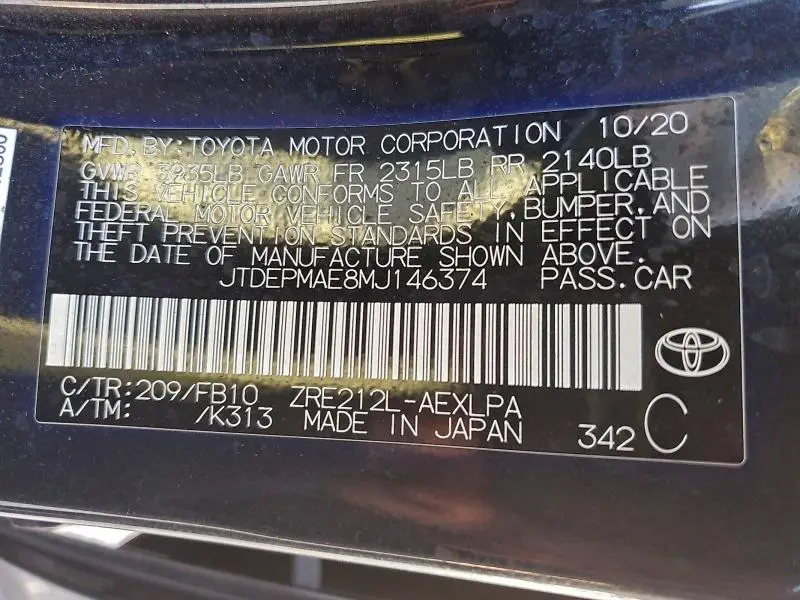 MFD.BY:TOYOTA MOTOR CORPORATION 10/20
GVWR 3935LB GAWR FR 2315LB RR 2140LB
THIS VEHICLE CONFORMS TO ALL APPLICABLE
FEDERAL MOTOR VEHICLE SAFETY,BUMPER,AND
THEFT PREVENTION STANDARDS IN EFFECT ON
THE DATE OF MANUFACTURE SHOWN ABOVE.
JTDEPMAE8MJ146374 PASS.CAR
C/TR:209/FB10 ZRE212L-AEXLPA
A/TM: /K313 MADE IN JAPAN 342 C